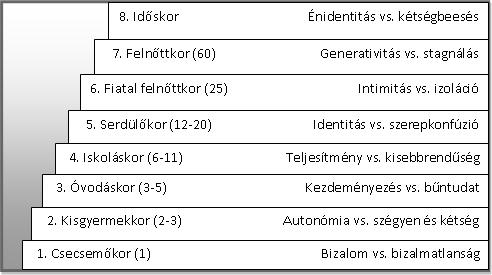 8. Időskor Énidentitás vs. kétségbeesés
7. Felnőttkor (60) Generativitás vs. stagnálás
6. Fiatal felnőttkor (25) Intimitás vs. izoláció
5. Serdülőkor (12-20) Identitás vs. szerepkonfúzió
4. Iskoláskor (6-11) Teljesítmény vs. kisebbrendűség
3. Óvodáskor (3-5) Kezdeményezés vs. bűntudat
2. Kisgyermekkor (2-3) Autonómia vs. szégyen és kétség
1. Csecsemőkor (1) Bizalom vs. bizalmatlanság